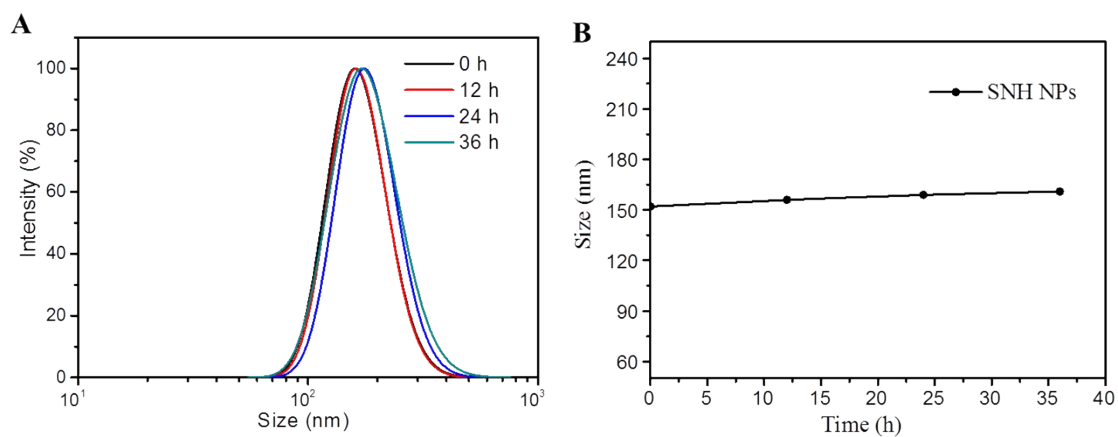 A
Intensity (%)
100
80
60
40
20
0
0 h
12 h
24 h
36 h
10¹
10²
10³
Size (nm)
B
Size (nm)
240
210
180
150
120
90
60
SNH NPs
0 5 10 15 20 25 30 35 40
Time (h)